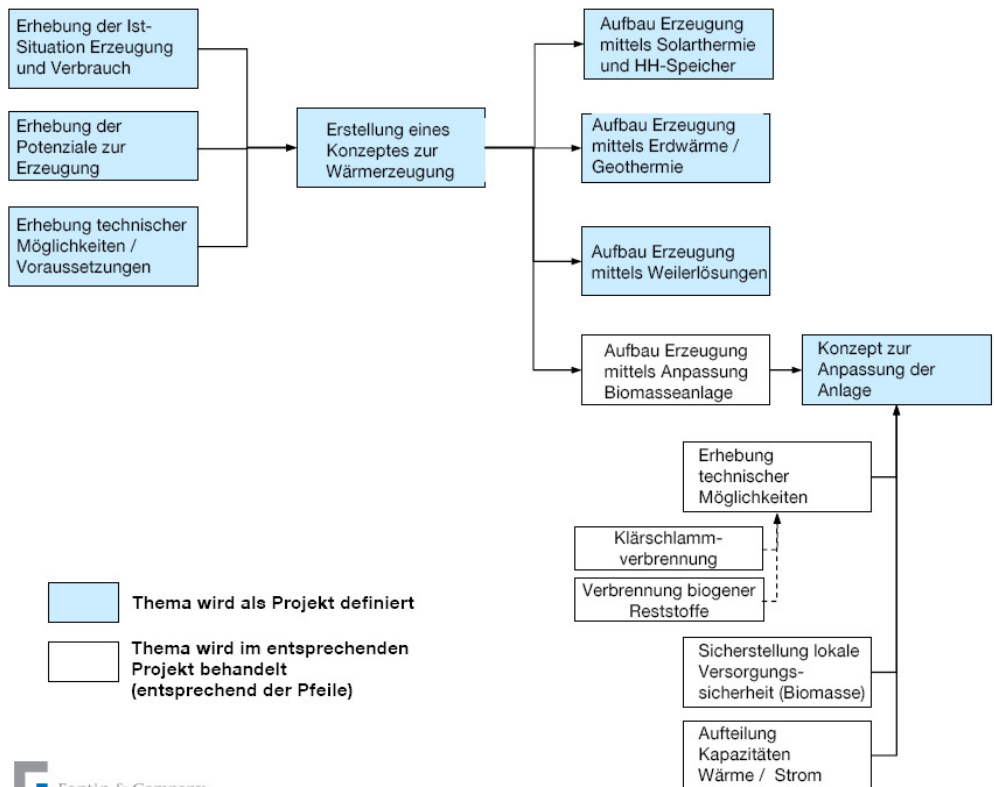 Erhebung der Ist-
Situation Erzeugung
und Verbrauch
Erhebung der
Potenziale zur
Erzeugung
Erhebung technischer
Möglichkeiten /
Voraussetzungen
Erstellung eines
Konzeptes zur
Wärmerzeugung
Aufbau Erzeugung
mittels Solarthermie
und HH-Speicher
Aufbau Erzeugung
mittels Erdwärme /
Geothermie
Aufbau Erzeugung
mittels Weilerlösungen
Aufbau Erzeugung
mittels Anpassung
Biomasseanlage
Konzept zur
Anpassung der
Anlage
Erhebung
technischer
Möglichkeiten
Klärschlamm-
verbrennung
Verbrennung biogener
Reststoffe
Sicherstellung lokale
Versorgungs-
sicherheit (Biomasse)
Aufteilung
Kapazitäten
Wärme / Strom
Thema wird als Projekt definiert
Thema wird im entsprechenden
Projekt behandelt
(entsprechend der Pfeile)